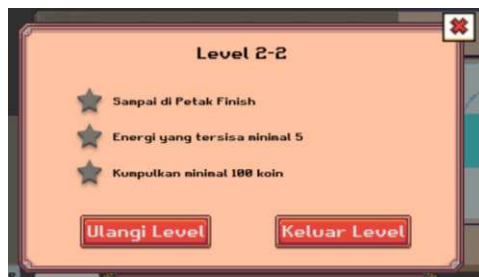 Level 2-2
Sampai di Petak Finish
Energi yang tersisa minimal 5
Kumpulkan minimal 100 koin
Ulangi Level
Keluar Level